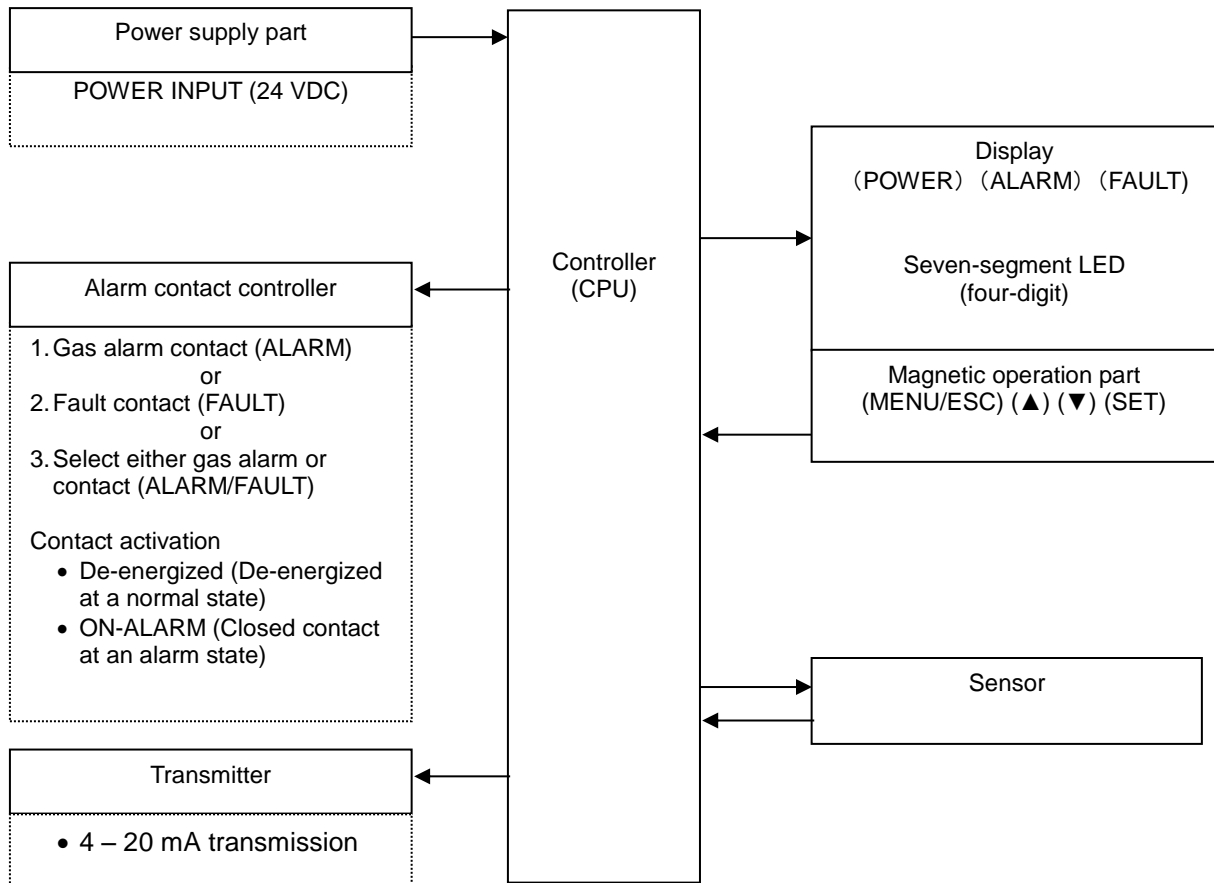 Power supply part
POWER INPUT (24 VDC)
Alarm contact controller
1. Gas alarm contact (ALARM)
or
2. Fault contact (FAULT)
or
3. Select either gas alarm or
contact (ALARM/FAULT)
Contact activation
• De-energized (De-energized
at a normal state)
• ON-ALARM (Closed contact
at an alarm state)
Transmitter
• 4 – 20 mA transmission
Controller
(CPU)
Display
（POWER）（ALARM）（FAULT)
Seven-segment LED
(four-digit)
Magnetic operation part
(MENU/ESC) (▲) (▼) (SET)
Sensor